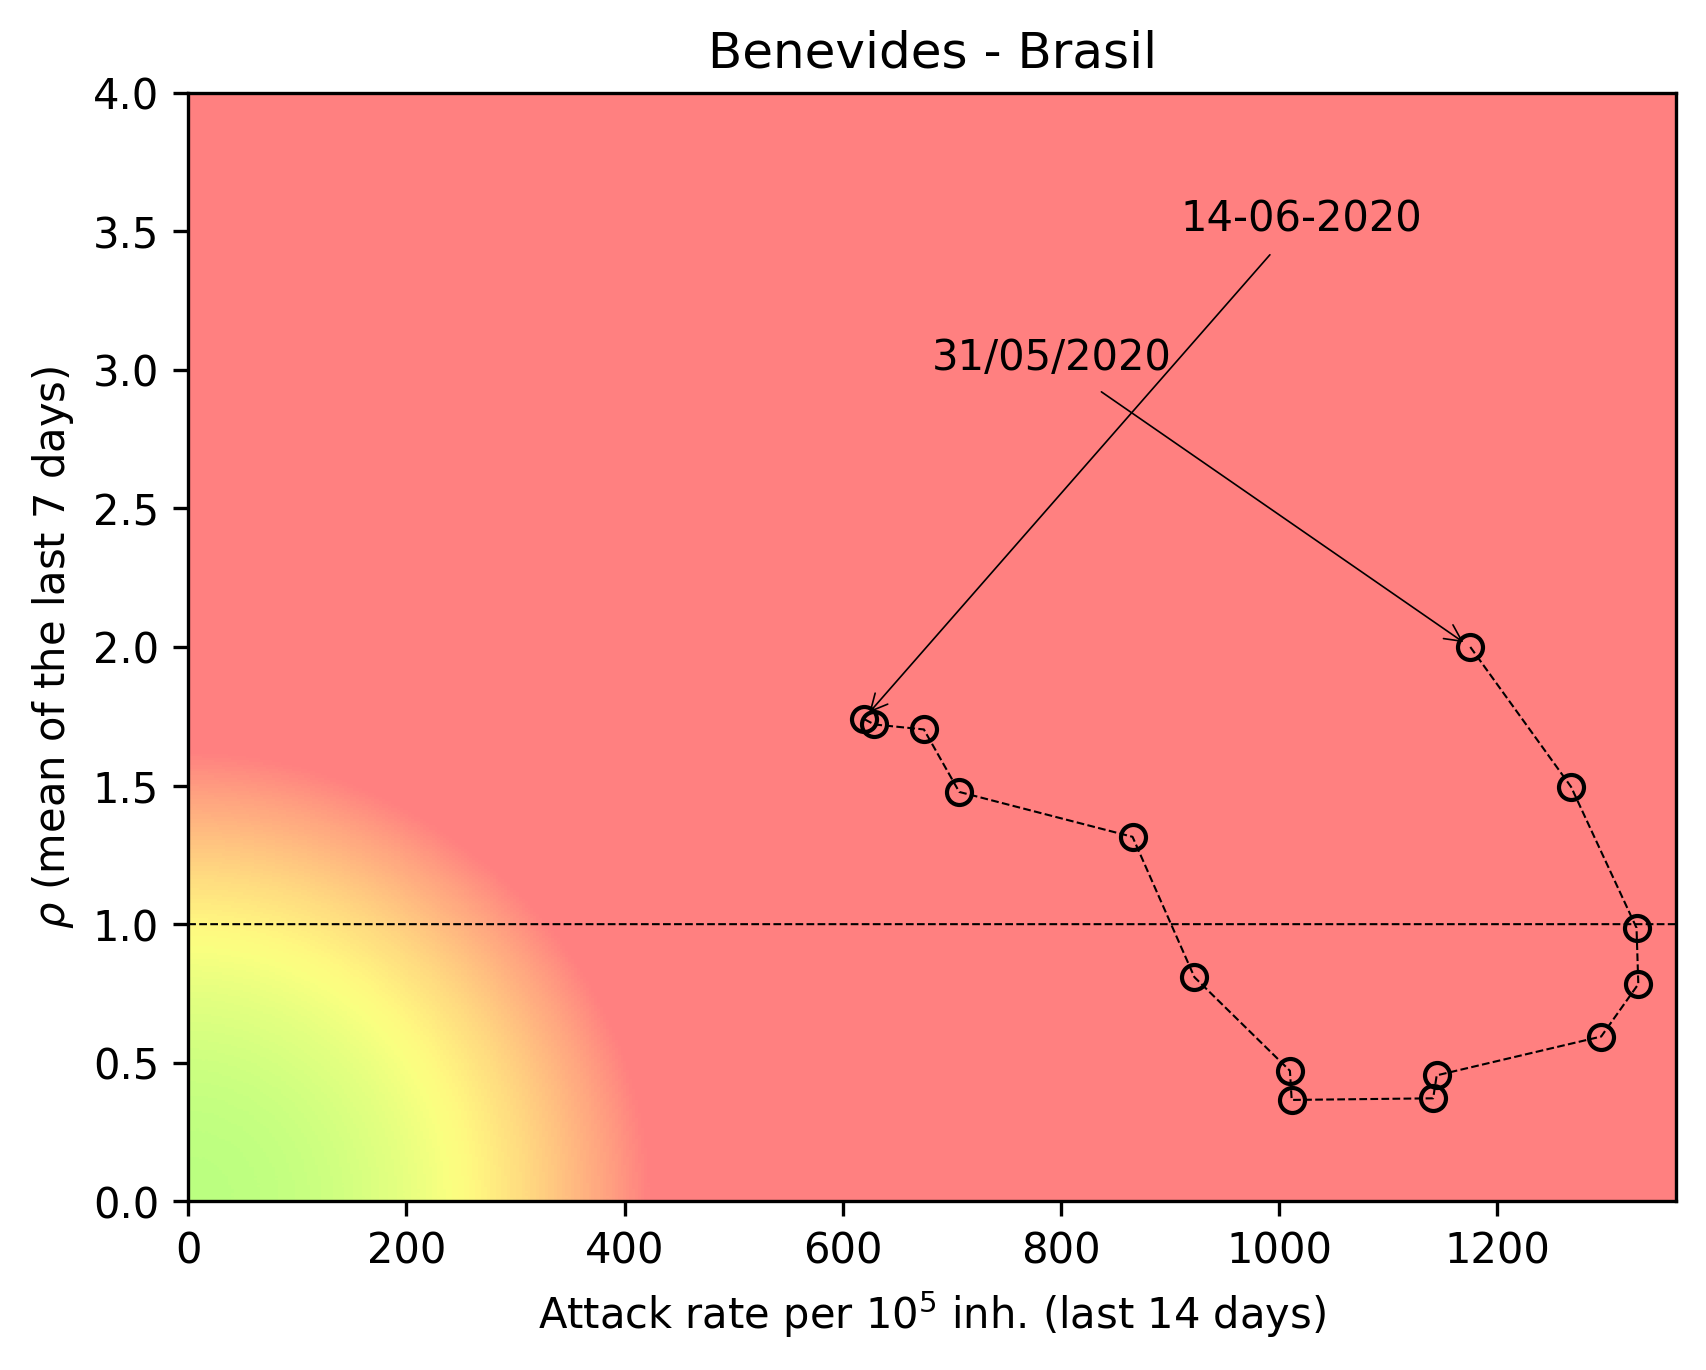 Benevides - Brasil
4.0
3.5
3.0
2.5
2.0
1.5
1.0
0.5
0.0
ρ (mean of the last 7 days)
14-06-2020
31/05/2020
0 200 400 600 800 1000 1200
Attack rate per 10⁵ inh. (last 14 days)